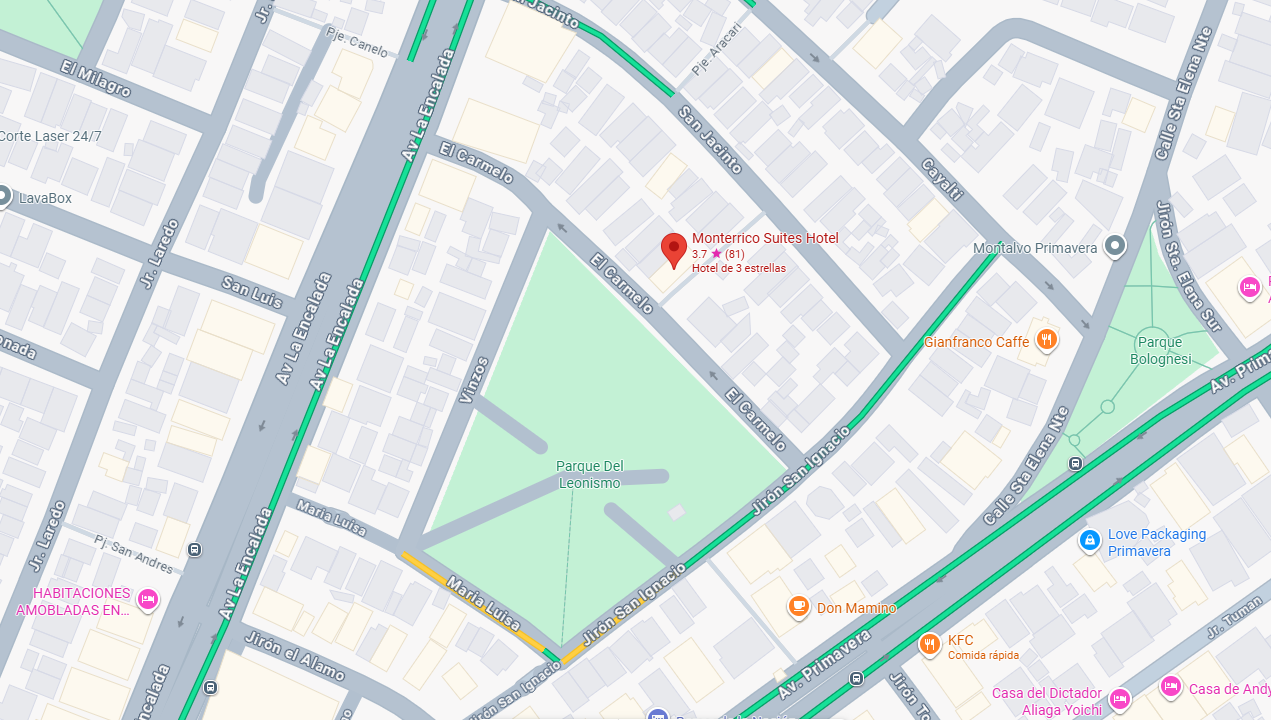 Jr.
San Jacinto
Pje. Canelo
Pje. Aracari
El Milagro
Av La Encalada
Calle Sta Elena Nte
Corte Laser 24/7
El Carmelo
San Jacinto
Cayalti
LavaBox
Jr. Laredo
Monterrico Suites Hotel
3.7 ★ (81)
Hotel de 3 estrellas
Montalvo Primavera
Jirón Sta. Elena Sur
San Luis
El Carmelo
Av La Encalada
Av La Encalada
Gianfranco Caffe
Parque
Bolognesi
Vinzos
El Carmelo
Av. Prima
Parque Del
Leonismo
Jirón San Ignacio
Calle Sta Elena Nte
Maria Luisa
Jr. Laredo
Pj. San Andres
Av La Encalada
Love Packaging
Primavera
HABITACIONES
AMOBLADAS EN...
Maria Luisa
Jirón San Ignacio
Don Mamino
Jr. Tuman
KFC
Comida rápida
Jirón el Alamo
Av. Primavera
Jirón San Ignacio
Casa del Dictador
Aliaga Yoichi
Casa de Andy
Jirón To
ncalada